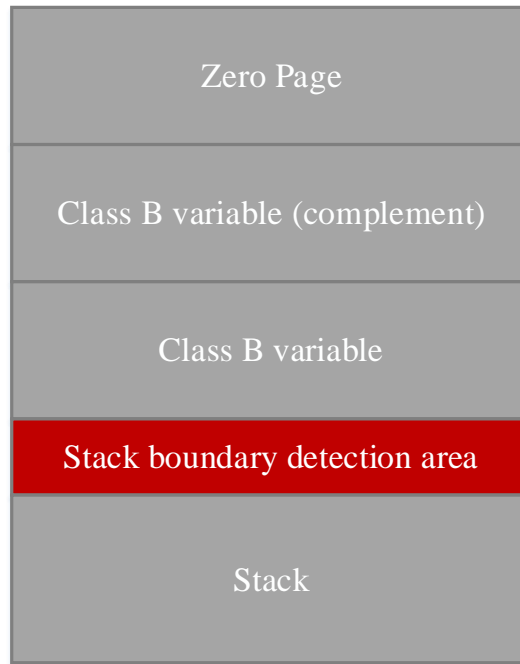 Zero Page
Class B variable (complement)
Class B variable
Stack boundary detection area
Stack